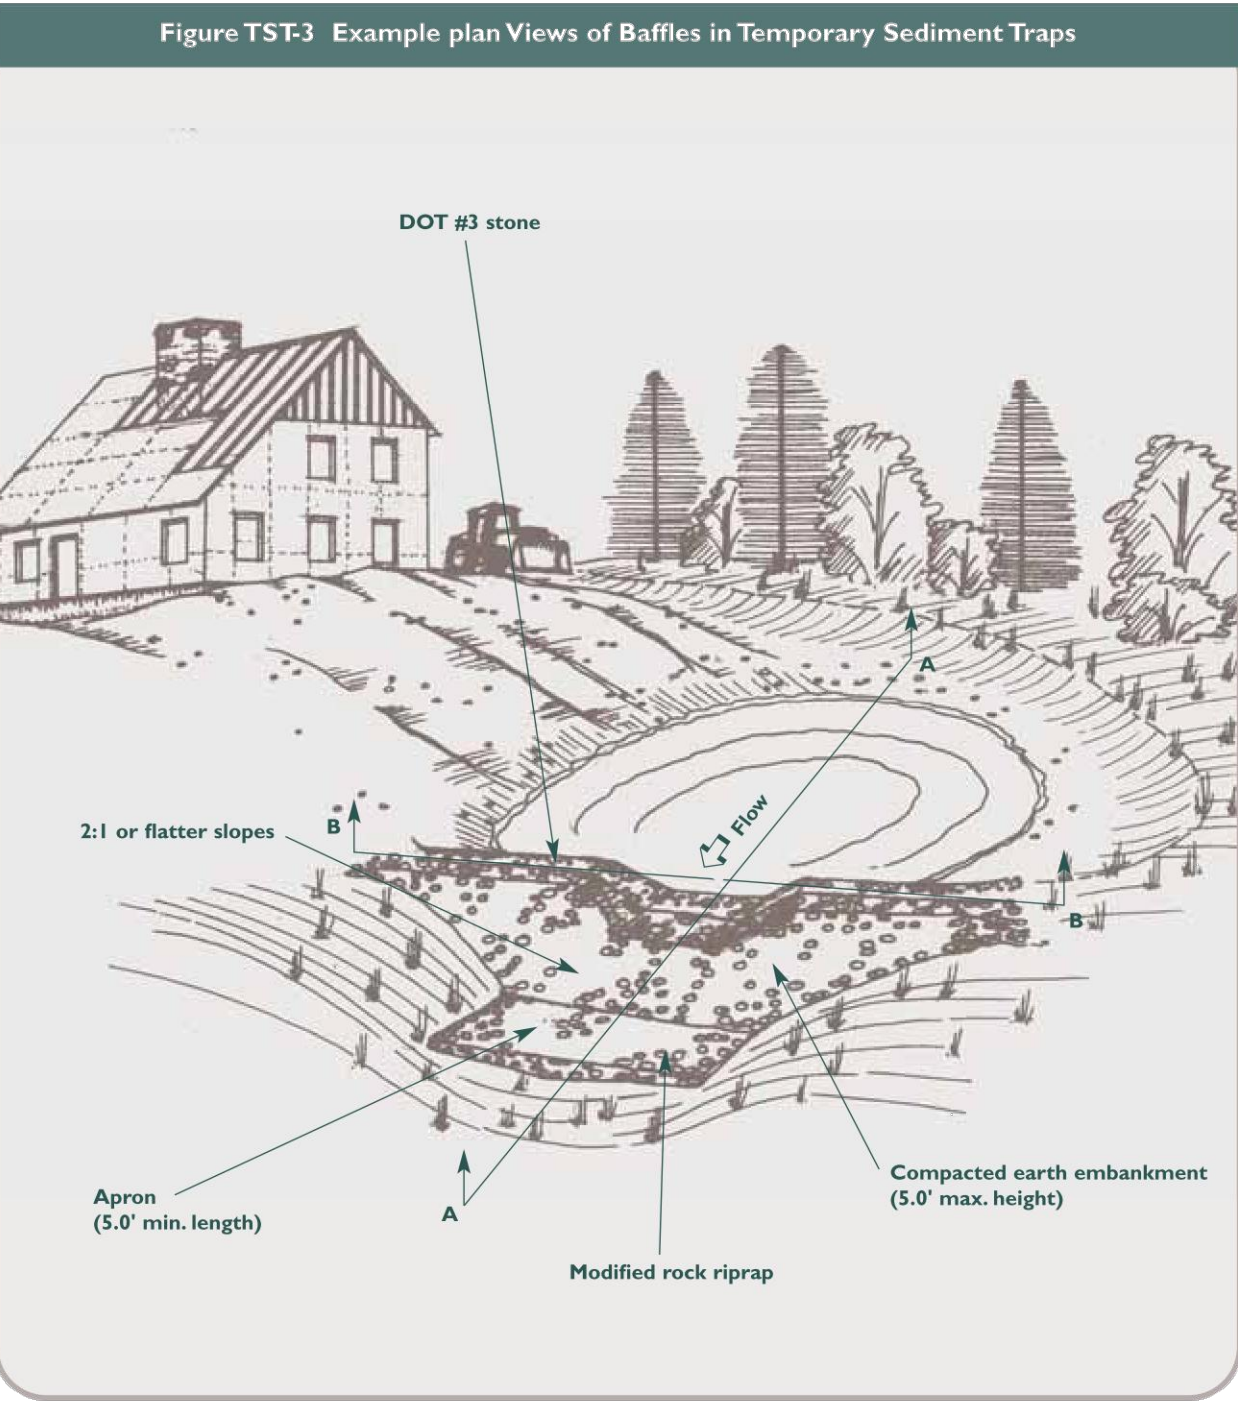 Figure TST-3 Example plan Views of Baffles in Temporary Sediment Traps
DOT #3 stone
A
Flow
2:1 or flatter slopes
B
B
Apron
(5.0' min. length)
A
Compacted earth embankment
(5.0' max. height)
Modified rock riprap